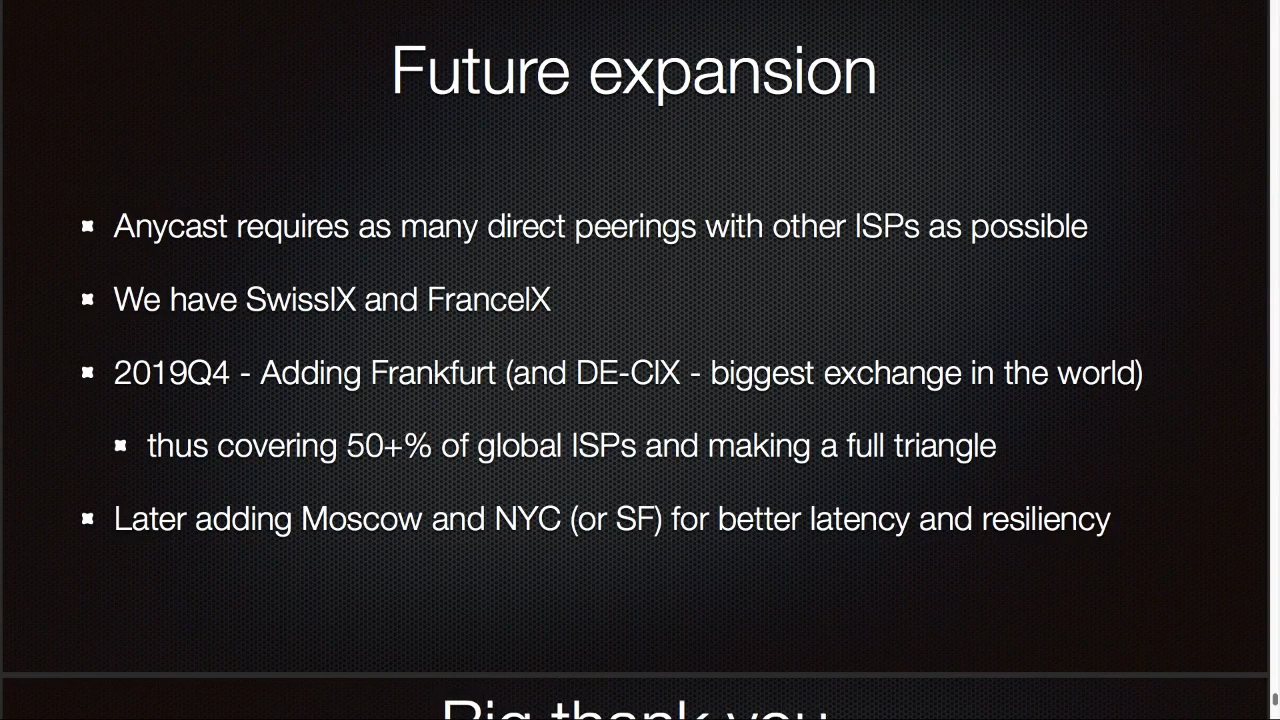 Future expansion
Anycast requires as many direct peerings with other ISPs as possible
We have SwissIX and FranceIX
2019Q4 - Adding Frankfurt (and DE-CIX - biggest exchange in the world)
thus covering 50+% of global ISPs and making a full triangle
Later adding Moscow and NYC (or SF) for better latency and resiliency
Big thank you